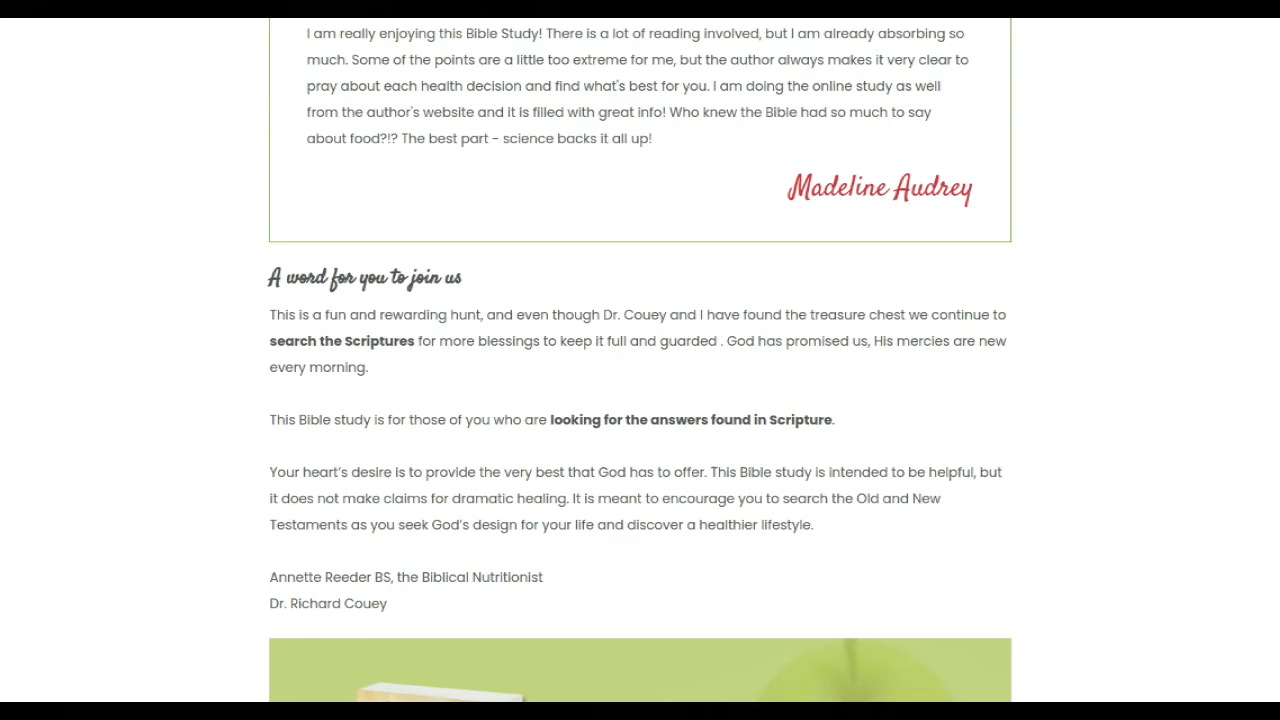 I am really enjoying this Bible Study! There is a lot of reading involved, but I am already absorbing so
much. Some of the points are a little too extreme for me, but the author always makes it very clear to
pray about each health decision and find what's best for you. I am doing the online study as well
from the author's website and it is filled with great info! Who knew the Bible had so much to say
about food?!? The best part - science backs it all up!
Madeline Audrey
A word for you to join us
This is a fun and rewarding hunt, and even though Dr. Couey and I have found the treasure chest we continue to
search the Scriptures for more blessings to keep it full and guarded . God has promised us, His mercies are new
every morning.
This Bible study is for those of you who are looking for the answers found in Scripture.
Your heart's desire is to provide the very best that God has to offer. This Bible study is intended to be helpful, but
it does not make claims for dramatic healing. It is meant to encourage you to search the Old and New
Testaments as you seek God's design for your life and discover a healthier lifestyle.
Annette Reeder BS, the Biblical Nutritionist
Dr. Richard Couey